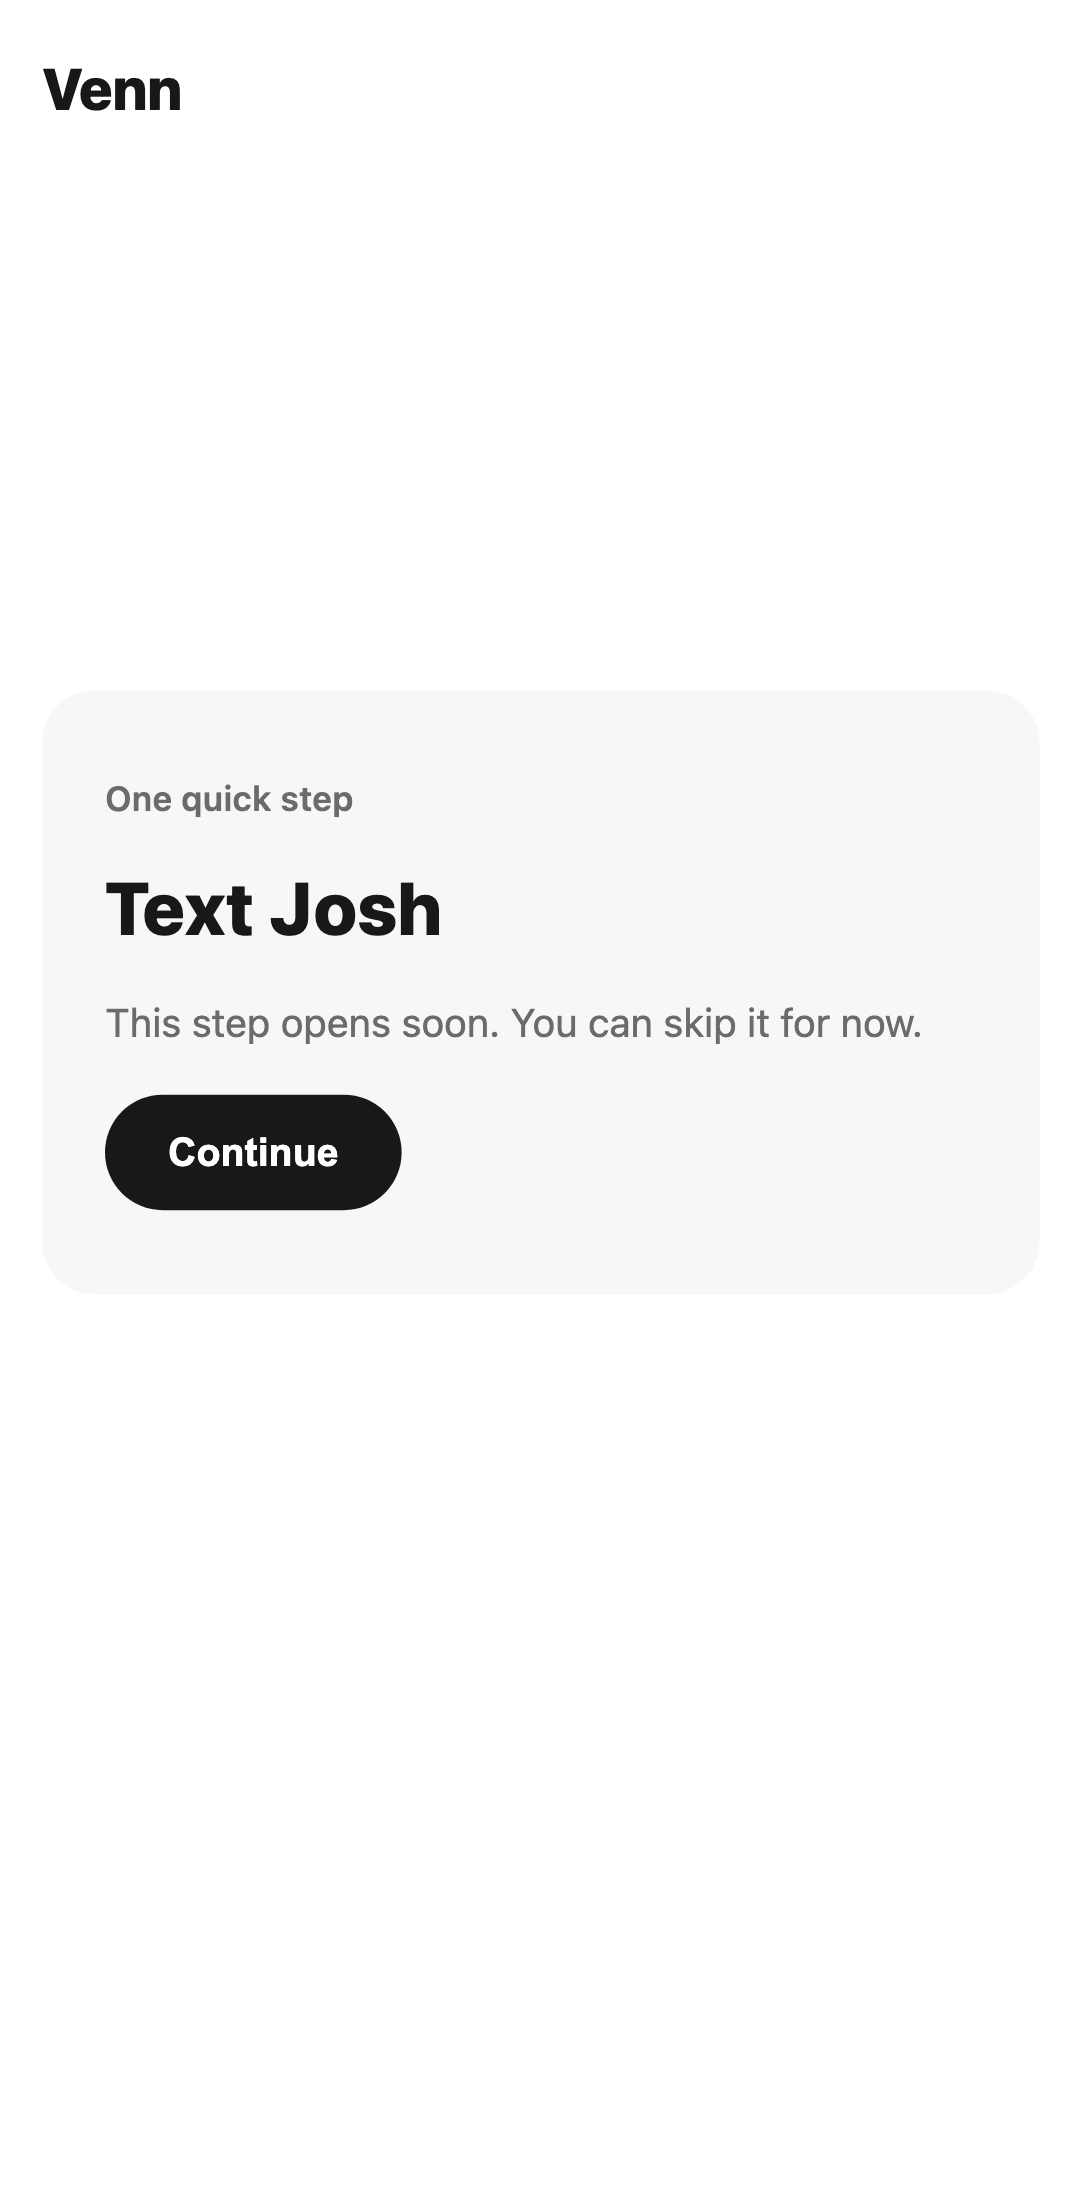 Venn
One quick step
Text Josh
This step opens soon. You can skip it for now.
Continue